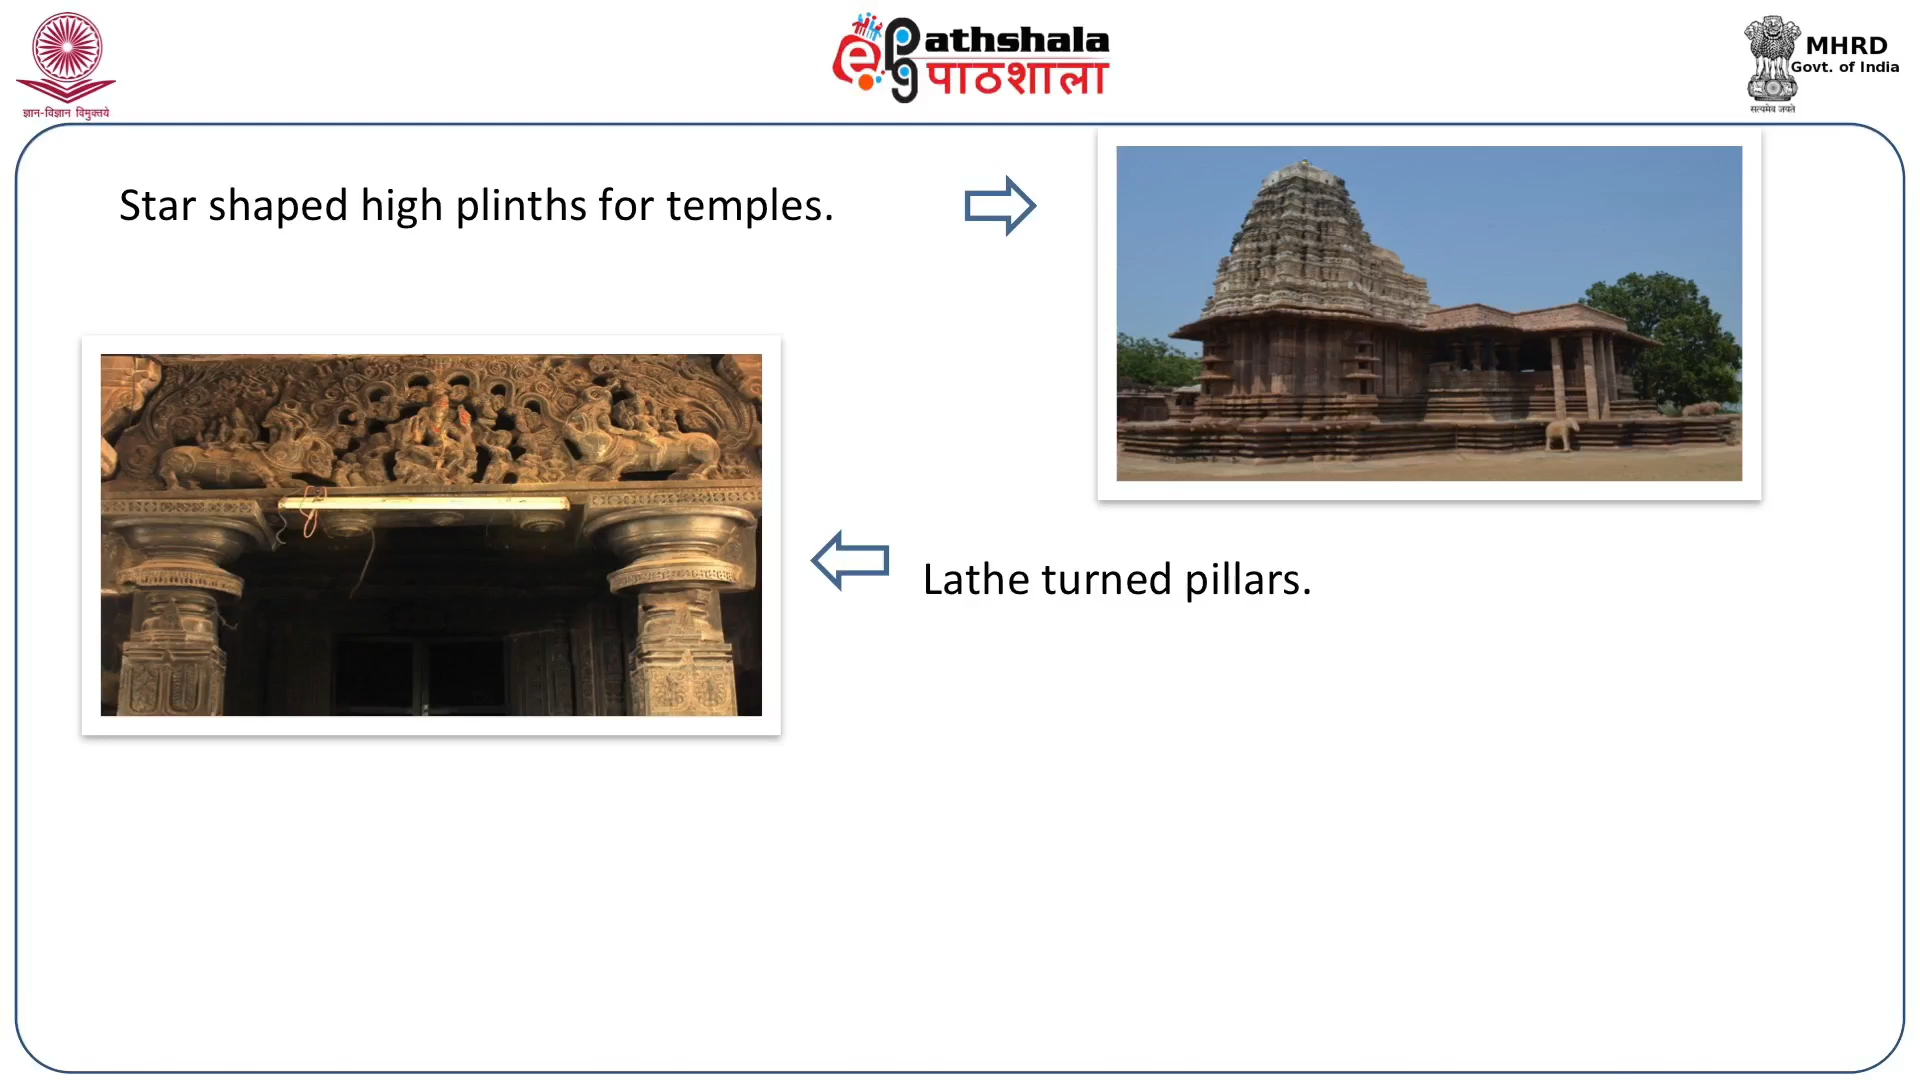 ज्ञान-विज्ञान विमुक्तये
ePathshala
पाठशाला
MHRD
Govt. of India
सत्यमेव जयते
Star shaped high plinths for temples.
Lathe turned pillars.